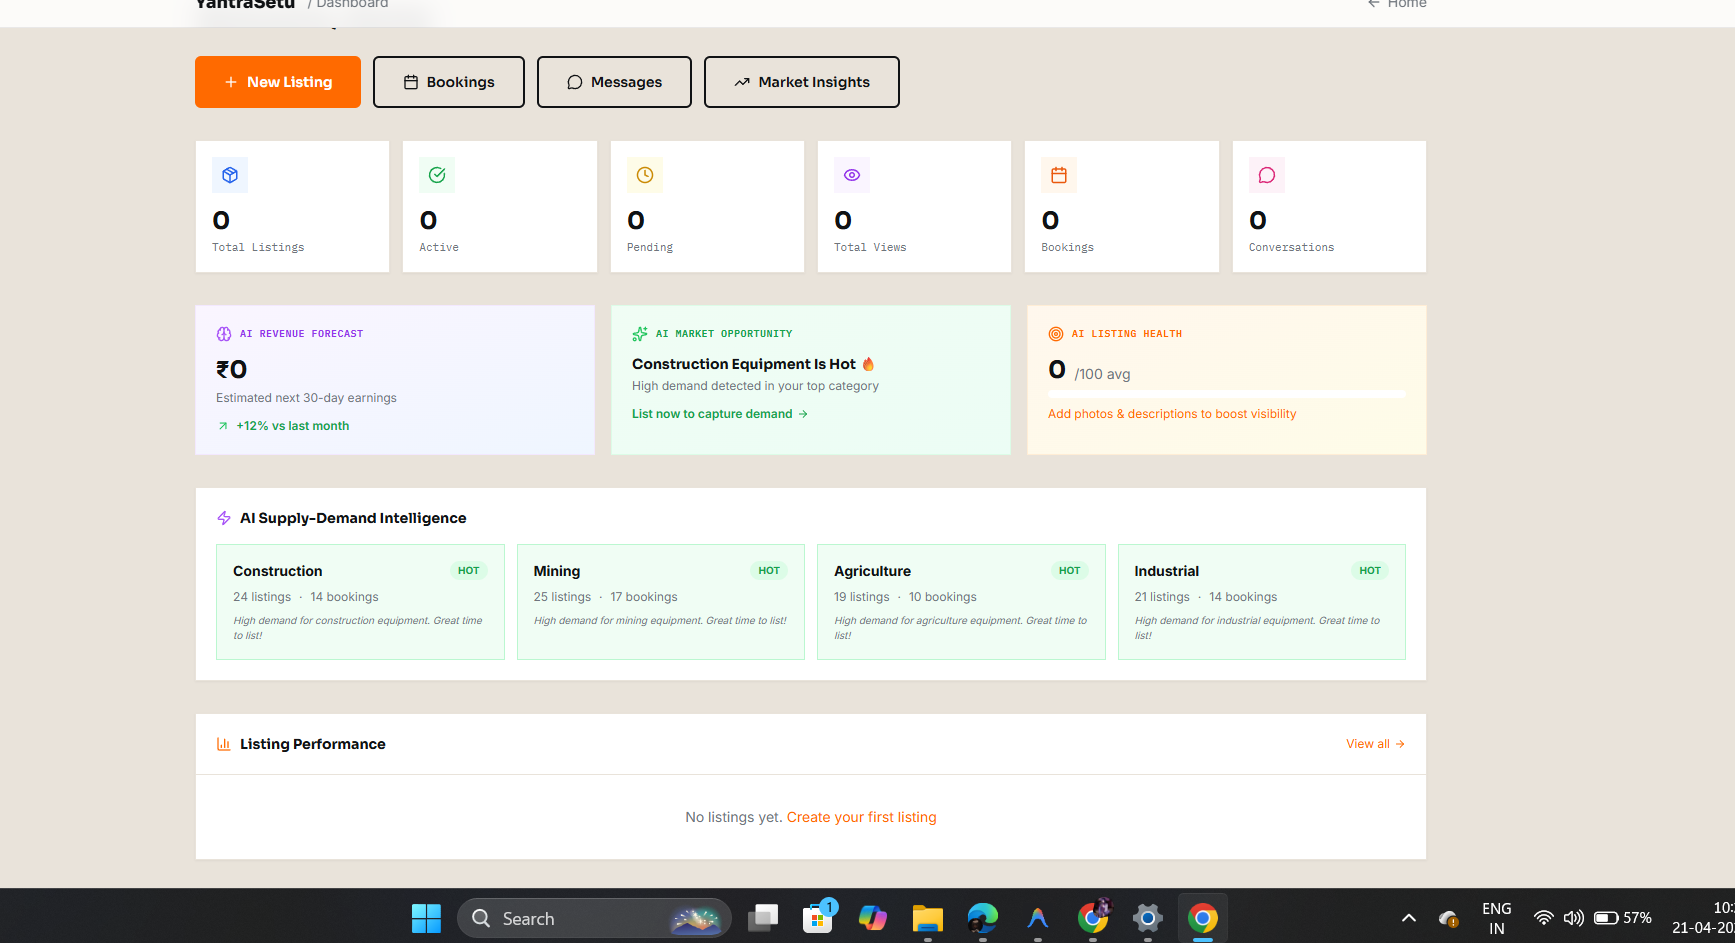 YantraSetu / Dashboard
Home
New Listing
Bookings
Messages
Market Insights
0
Total Listings
0
Active
0
Pending
0
Total Views
0
Bookings
0
Conversations
AI REVENUE FORECAST
₹0
Estimated next 30-day earnings
+12% vs last month
AI MARKET OPPORTUNITY
Construction Equipment Is Hot 🔥
High demand detected in your top category
List now to capture demand →
AI LISTING HEALTH
0 /100 avg
Add photos & descriptions to boost visibility
AI Supply-Demand Intelligence
Construction HOT
24 listings · 14 bookings
High demand for construction equipment. Great time
to list!
Mining HOT
25 listings · 17 bookings
High demand for mining equipment. Great time to list!
Agriculture HOT
19 listings · 10 bookings
High demand for agriculture equipment. Great time to
list!
Industrial HOT
21 listings · 14 bookings
High demand for industrial equipment. Great time to
list!
Listing Performance
View all →
No listings yet. Create your first listing
Search
1
ENG
IN
57%
10:
21-04-20